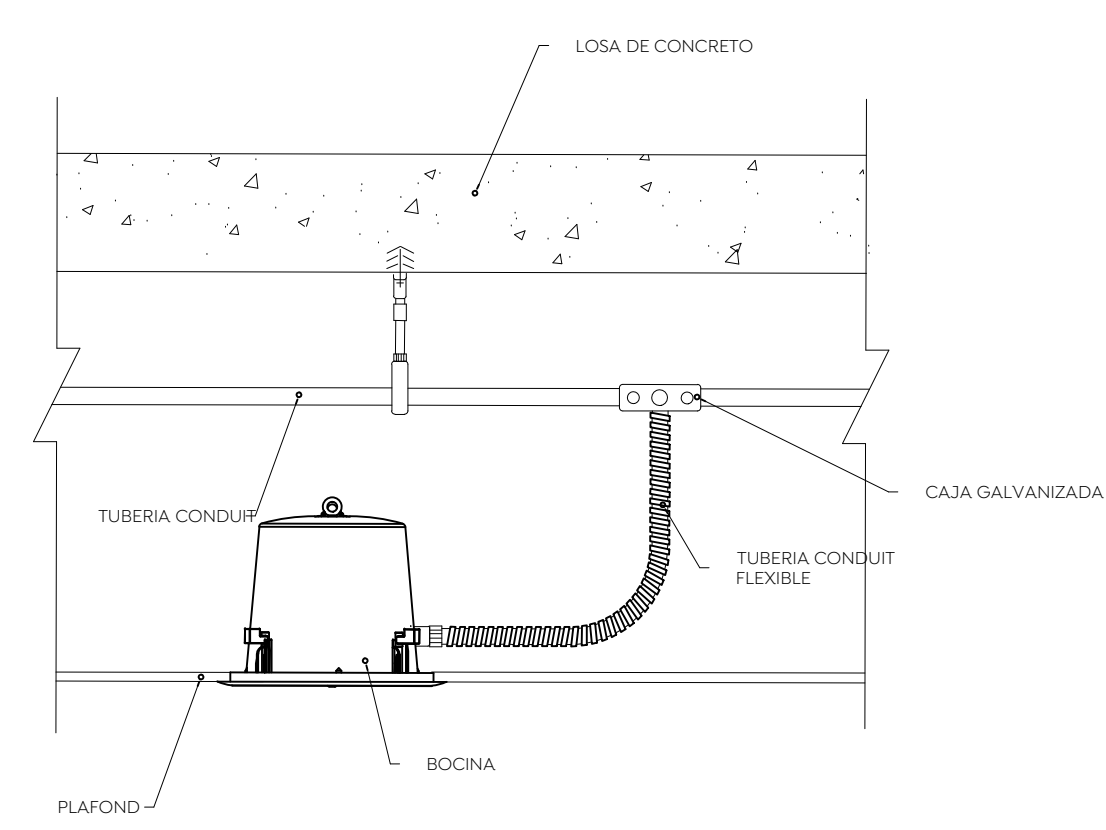 LOSA DE CONCRETO
CAJA GALVANIZADA
TUBERIA CONDUIT
TUBERIA CONDUIT
FLEXIBLE
BOCINA
PLAFOND